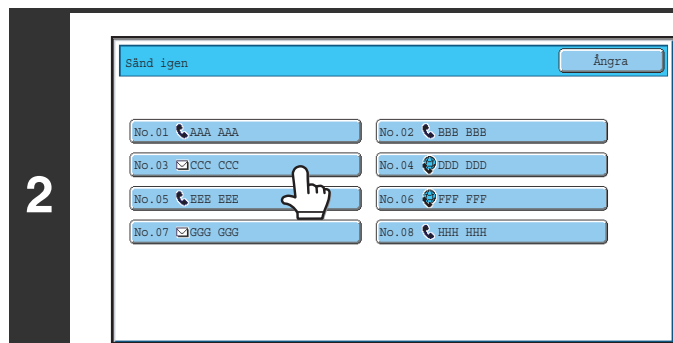 2
Sänd igen
Ångra
No.01 AAA AAA
No.02 BBB BBB
No.03 CCC CCC
No.04 DDD DDD
No.05 EEE EEE
No.06 FFF FFF
No.07 GGG GGG
No.08 HHH HHH